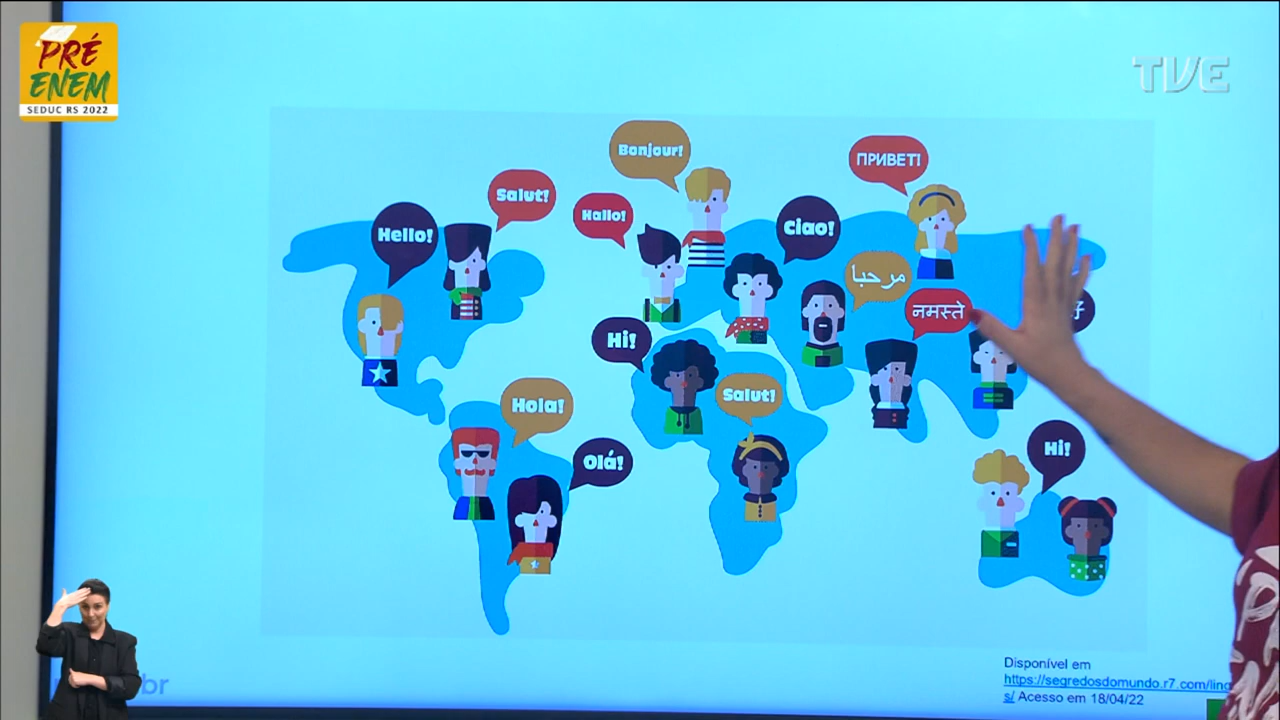 PRÉ
ENEM
SEDUC RS 2022
TVE
Bonjour!
ПРИВЕТ!
Salut!
Hallo!
Hello!
Ciao!
مرحبا
नमस्ते
Hi!
Salut!
Hola!
Olá!
Hi!
Disponível em
https://segredosdomundo.r7.com/ling
s/ Acesso em 18/04/22